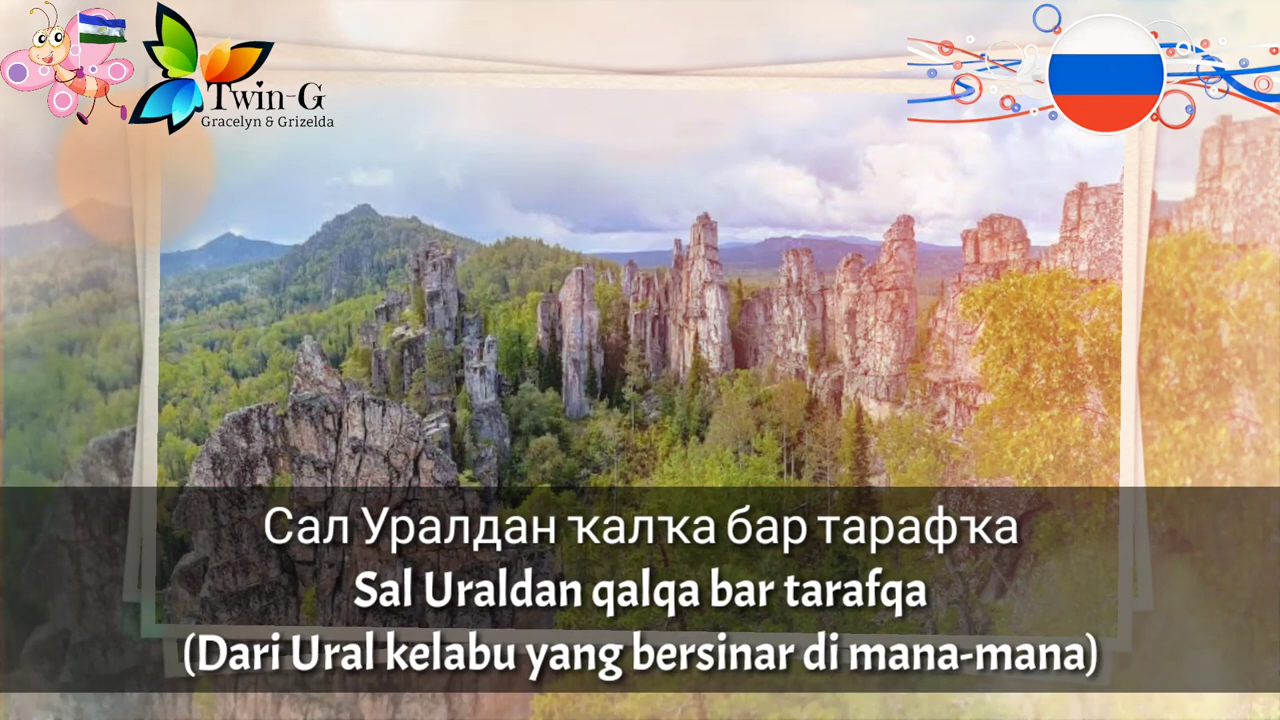 Twin-G
Gracelyn & Grizelda
Сал Уралдан ҡалҡа бар тарафҡа
Sal Uraldan qalqa bar tarafqa
(Dari Ural kelabu yang bersinar di mana-mana)